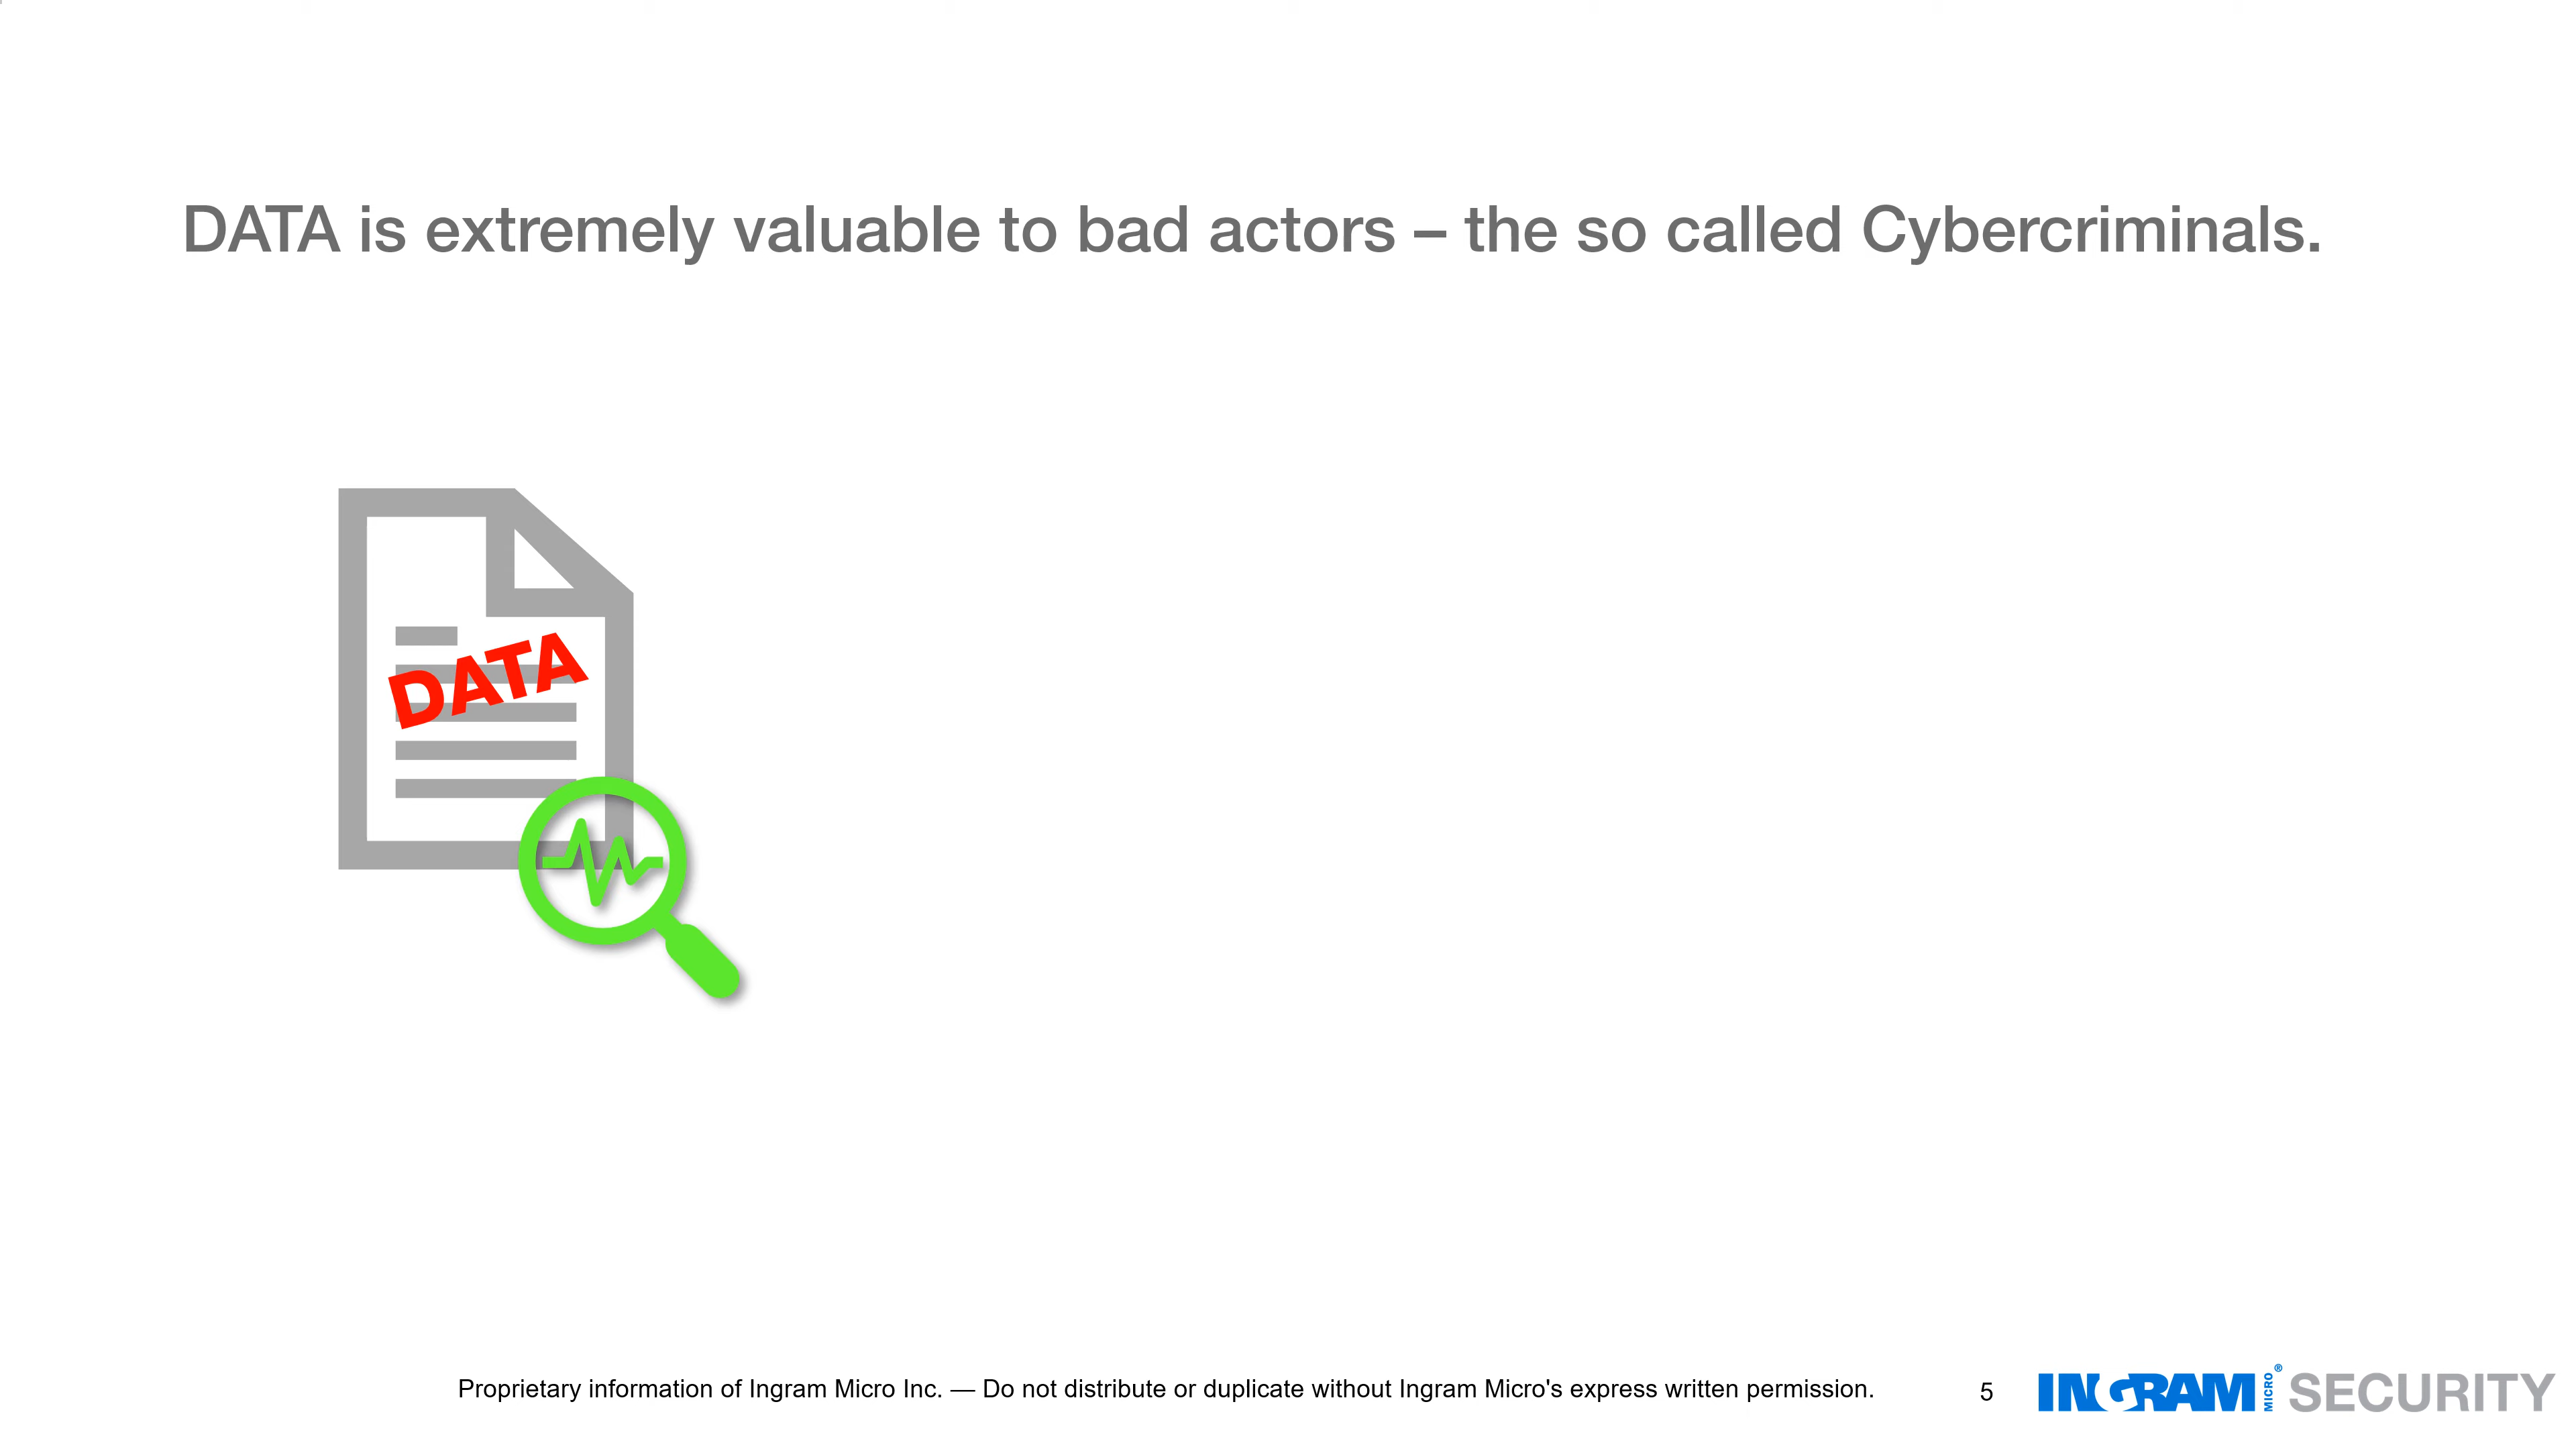 DATA is extremely valuable to bad actors – the so called Cybercriminals.
DATA
Proprietary information of Ingram Micro Inc. — Do not distribute or duplicate without Ingram Micro's express written permission.
5
INGRAM MICRO® SECURITY